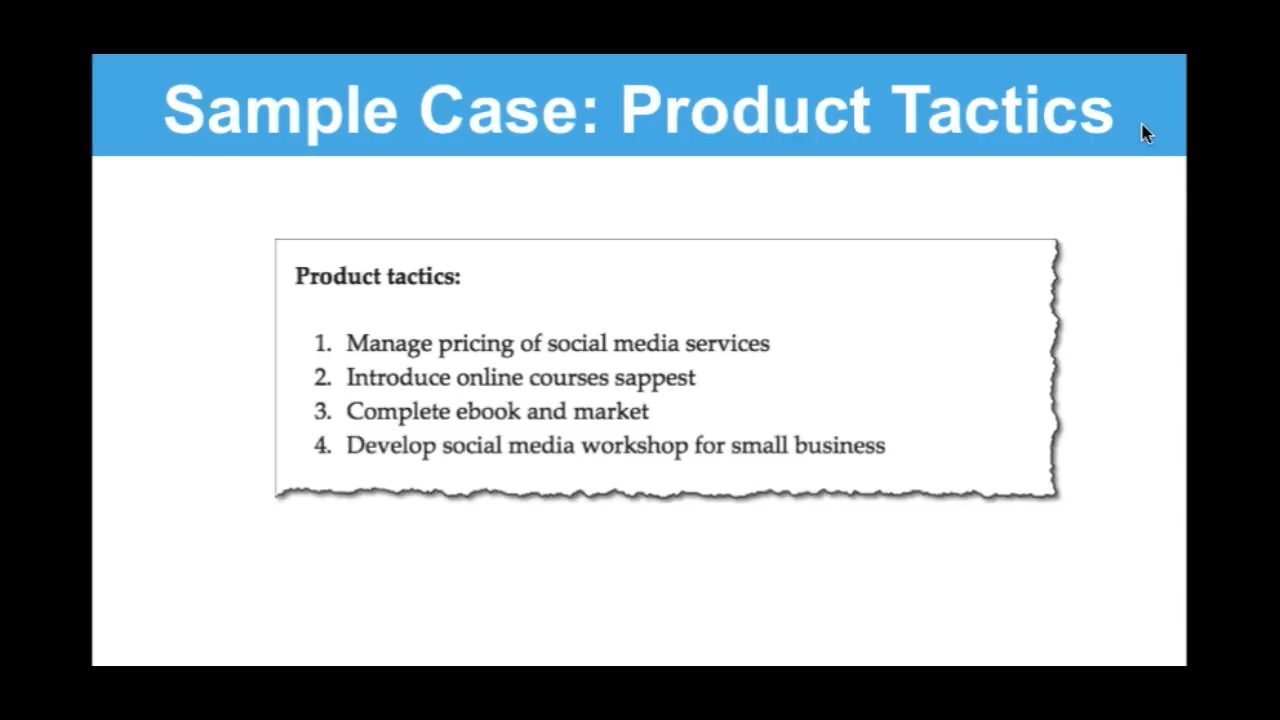 Sample Case: Product Tactics
Product tactics:
1. Manage pricing of social media services
2. Introduce online courses sappest
3. Complete ebook and market
4. Develop social media workshop for small business